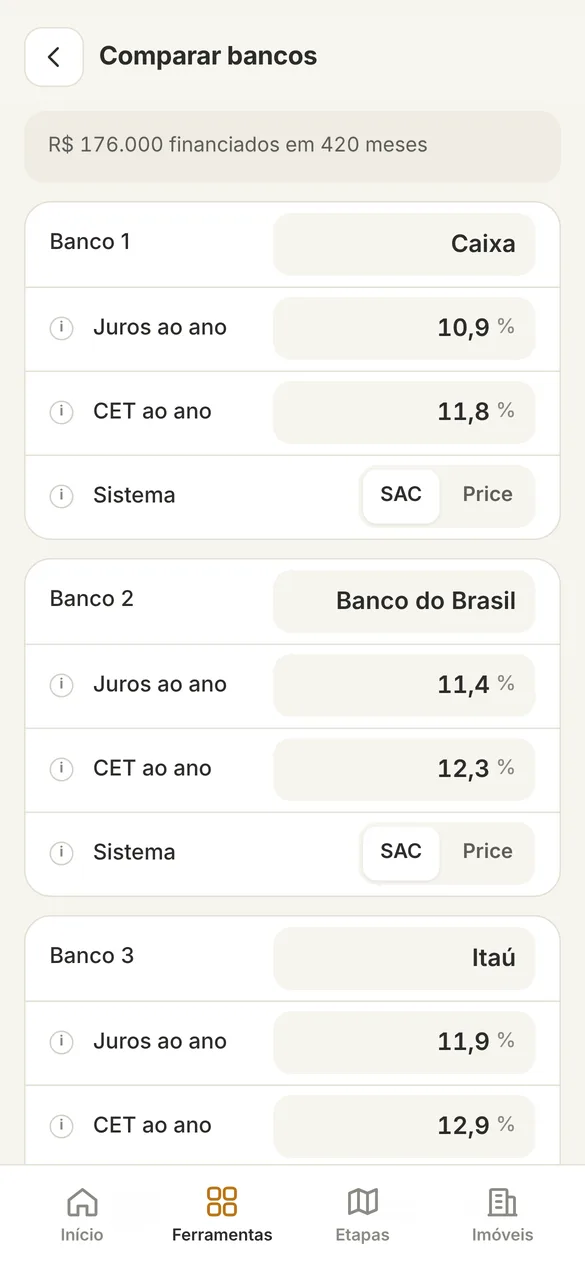 Comparar bancos
R$ 176.000 financiados em 420 meses
Banco 1 Caixa
i Juros ao ano 10,9 %
i CET ao ano 11,8 %
i Sistema SAC Price
Banco 2 Banco do Brasil
i Juros ao ano 11,4 %
i CET ao ano 12,3 %
i Sistema SAC Price
Banco 3 Itaú
i Juros ao ano 11,9 %
i CET ao ano 12,9 %
Início Ferramentas Etapas Imóveis